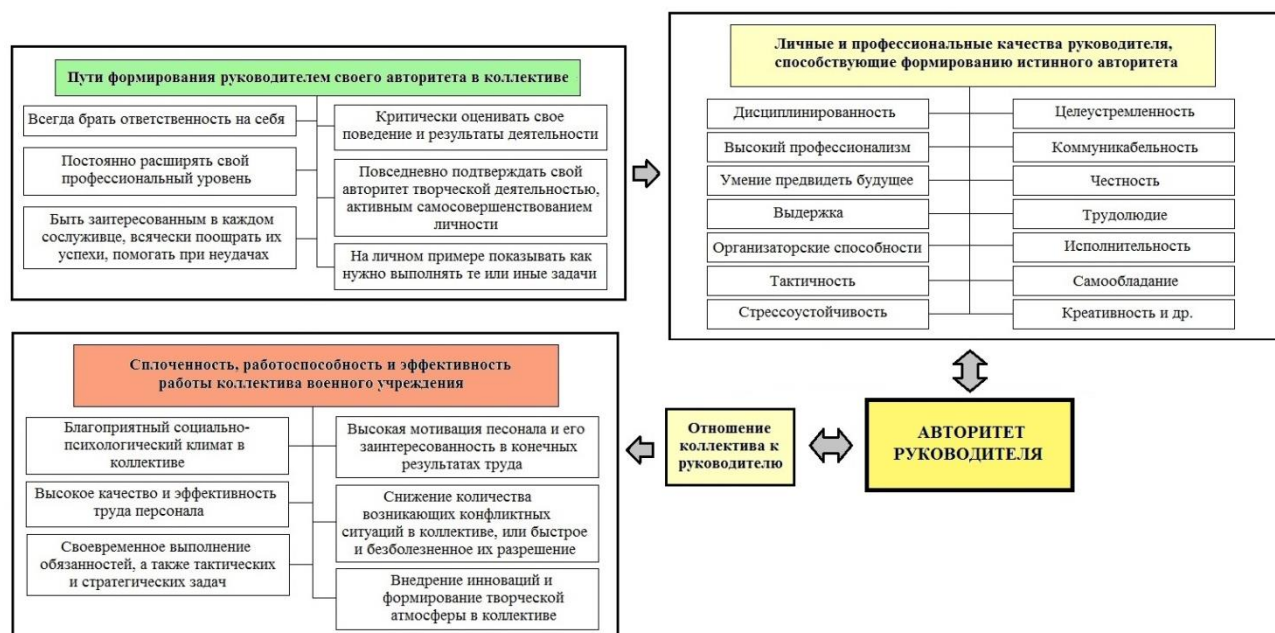 Пути формирования руководителем своего авторитета в коллективе
Всегда брать ответственность на себя
Постоянно расширять свой
профессиональный уровень
Быть заитересованным в каждом
сослуживце, всячески поощрать их
успехи, помогать при неудачах
Критически оценивать свое
поведение и результаты деятельности
Повседневно подтверждать свой
авторитет творческой деятельностью,
активным самосовершенствованием
личности
На личном примере показывать как
нужно выполнять те или иные задачи
Личные и профессиональные качества руководителя,
способствующие формированию истинного авторитета
Дисциплинированность
Высокий профессионализм
Умение предвидеть будущее
Выдержка
Организаторские способности
Тактичность
Стрессоустойчивость
Целеустремленность
Коммуникабельность
Честность
Трудолюдие
Исполнительность
Самообладание
Креативность и др.
АВТОРИТЕТ
РУКОВОДИТЕЛЯ
Отношение
коллектива к
руководителю
Сплоченность, работоспособность и эффективность
работы коллектива военного учреждения
Благоприятный социально-
психологический климат в
коллективе
Высокое качество и эффективность
труда персонала
Своевременное выполнение
обязанностей, а также тактических
и стратегических задач
Высокая мотивация песонала и его
заинтересованность в конечных
результатах труда
Снижение количества
возникающих конфликтных
ситуаций в коллективе, или быстрое
и безболезненное их разрешение
Внедрение инноваций и
формирование творческой
атмосферы в коллективе